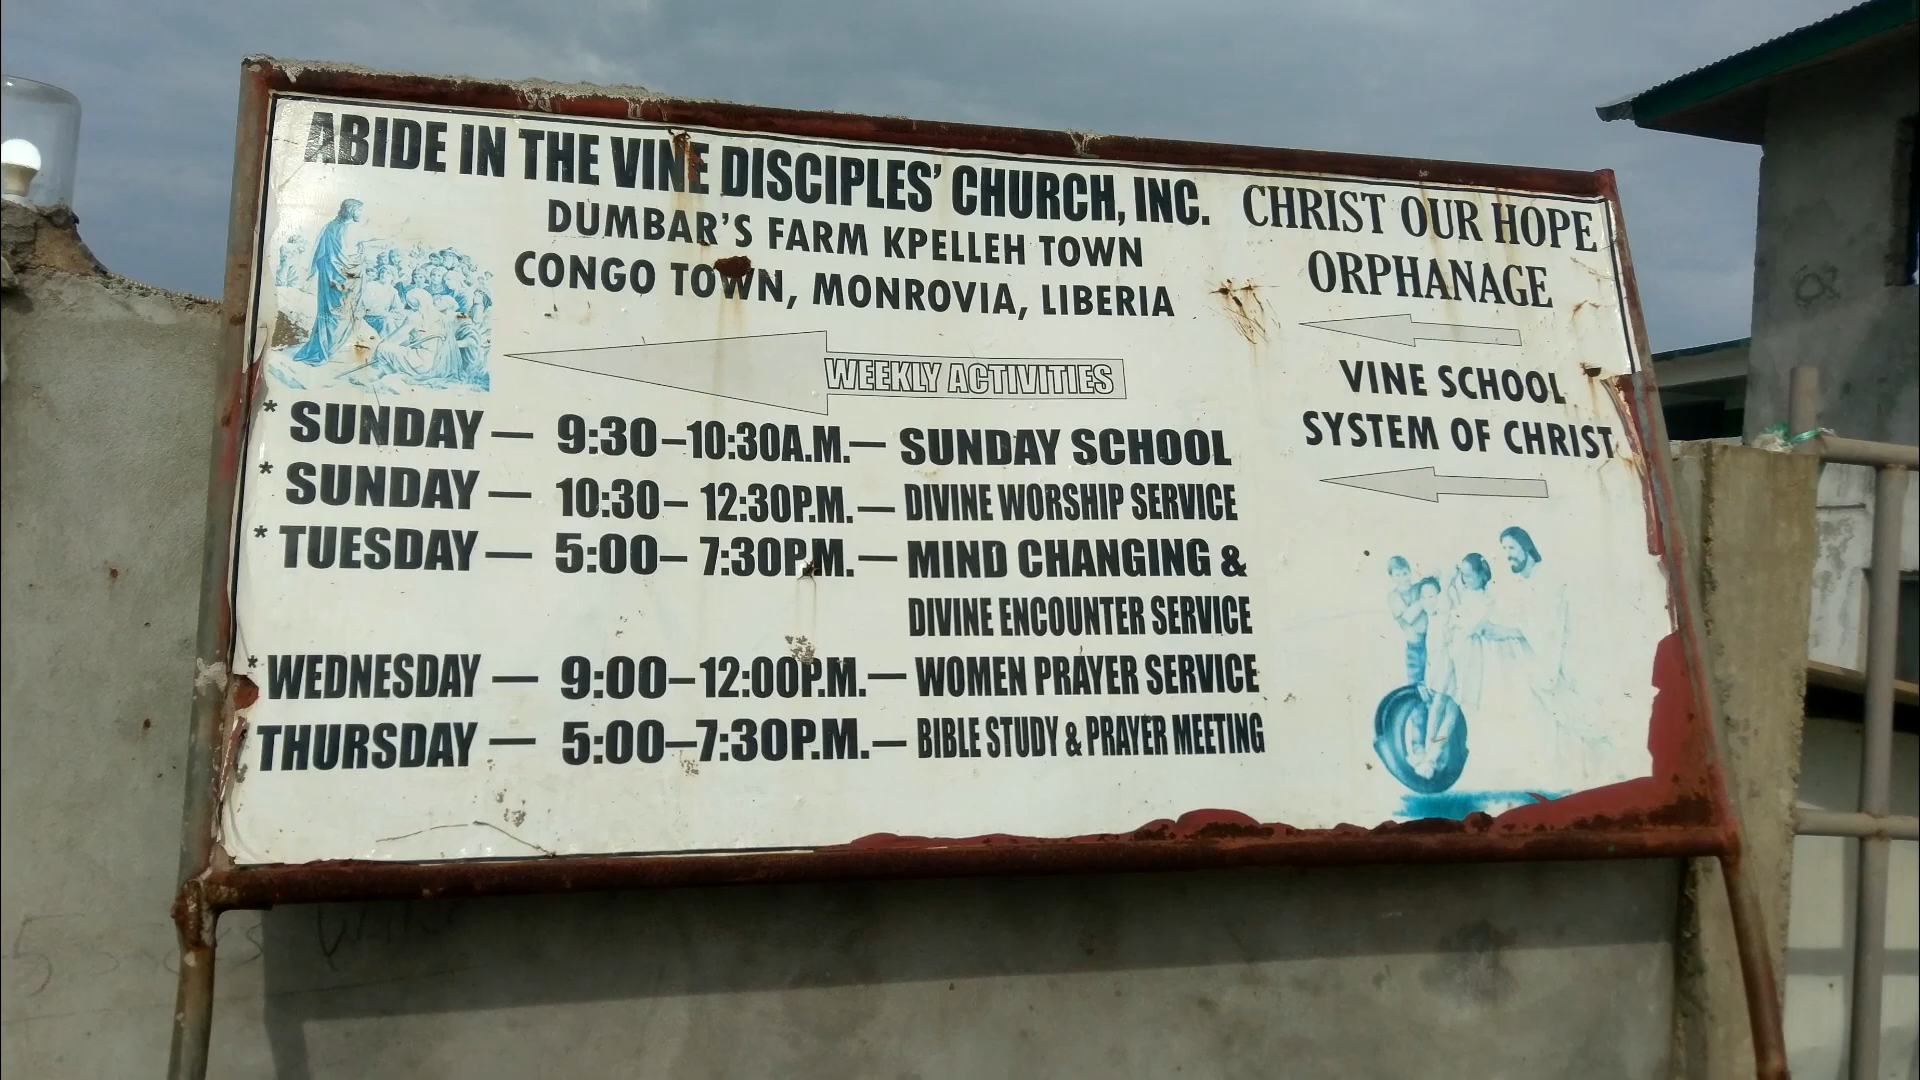 ABIDE IN THE VINE DISCIPLES' CHURCH, INC.
DUMBAR'S FARM KPELLEH TOWN
CONGO TOWN, MONROVIA, LIBERIA
WEEKLY ACTIVITIES
* SUNDAY — 9:30–10:30A.M.— SUNDAY SCHOOL
* SUNDAY — 10:30– 12:30P.M.— DIVINE WORSHIP SERVICE
* TUESDAY — 5:00– 7:30P.M.— MIND CHANGING &
DIVINE ENCOUNTER SERVICE
* WEDNESDAY — 9:00–12:00P.M.— WOMEN PRAYER SERVICE
THURSDAY — 5:00–7:30P.M.— BIBLE STUDY & PRAYER MEETING
CHRIST OUR HOPE
ORPHANAGE
VINE SCHOOL
SYSTEM OF CHRIST